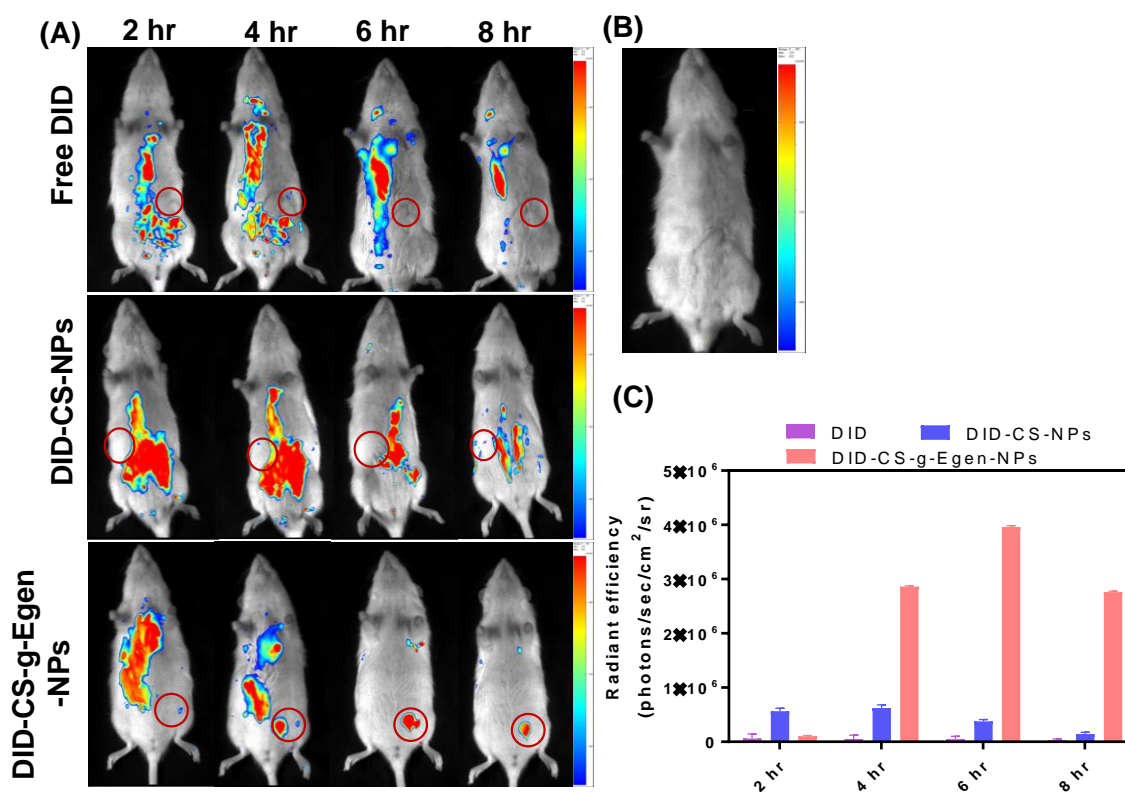 (A)
2 hr 4 hr 6 hr 8 hr
Free DID
DID-CS-NPs
DID-CS-g-Egen
-NPs
(B)
(C)
DID DID-CS-NPs
DID-CS-g-Egen-NPs
Radiant efficiency
(photons/sec/cm²/sr)
5✖10⁶
4✖10⁶
3✖10⁶
2✖10⁶
1✖10⁶
0
2 hr 4 hr 6 hr 8 hr